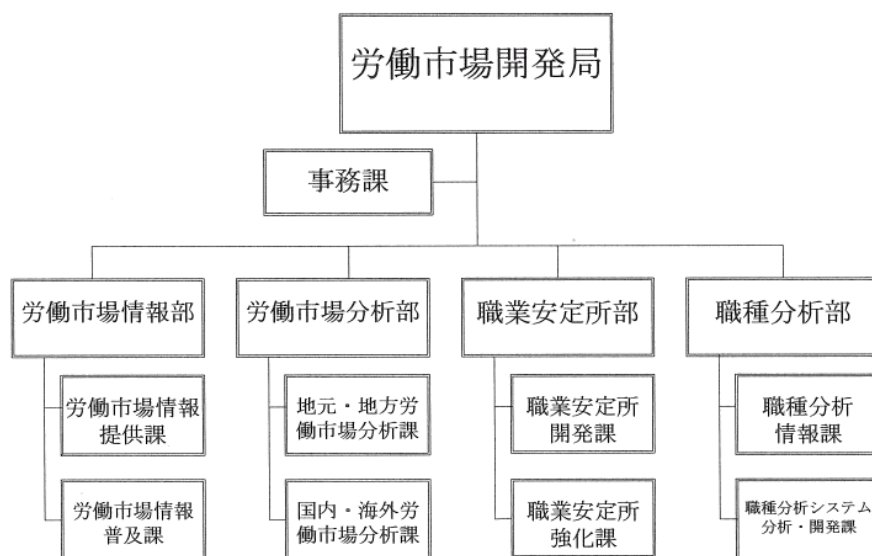 労働市場開発局
事務課
労働市場情報部
労働市場分析部
職業安定所部
職種分析部
労働市場情報
提供課
地元・地方労
働市場分析課
職業安定所
開発課
職種分析
情報課
労働市場情報
普及課
国内・海外労
働市場分析課
職業安定所
強化課
職種分析システム
分析・開発課